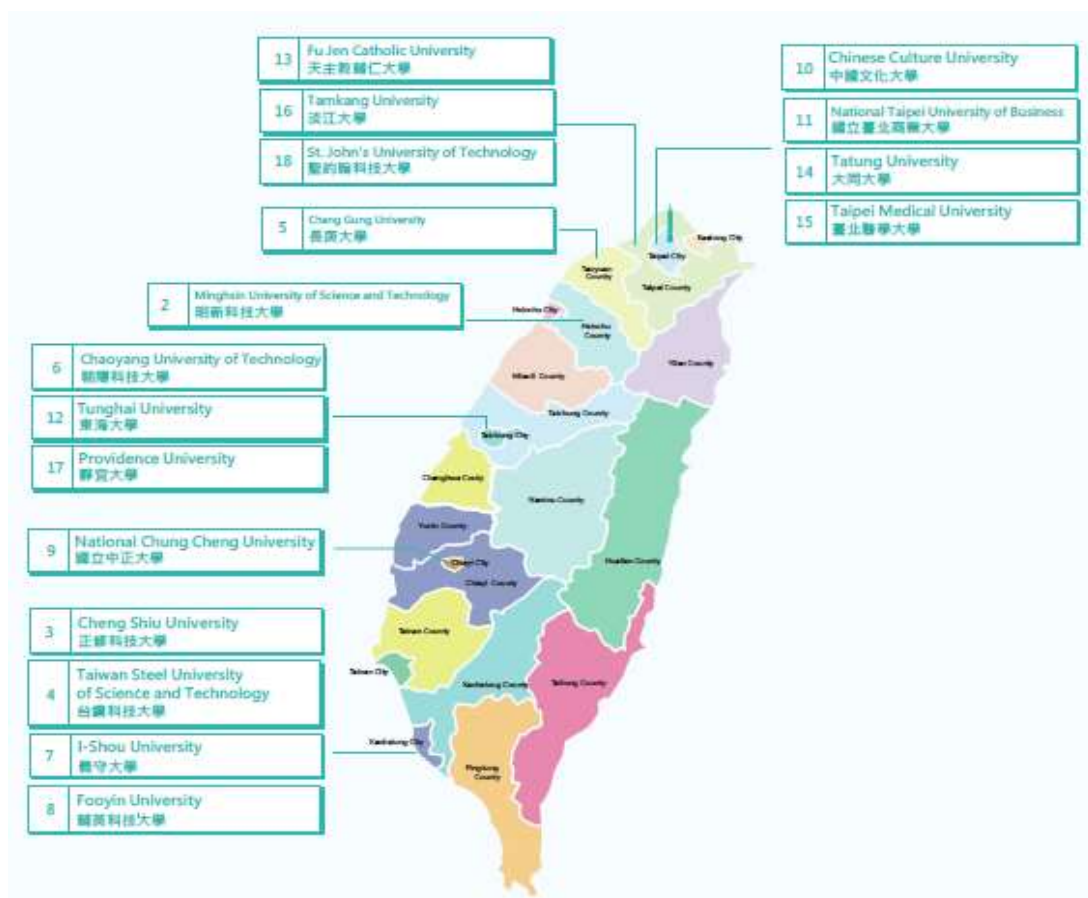 13
Fu Jen Catholic University
天主教輔仁大學
16
Tamkang University
淡江大學
18
St. John's University of Technology
聖約翰科技大學
5
Chang Gung University
長庚大學
2
Minghsin University of Science and Technology
明新科技大學
6
Chaoyang University of Technology
朝陽科技大學
12
Tunghai University
東海大學
17
Providence University
靜宜大學
9
National Chung Cheng University
國立中正大學
3
Cheng Shiu University
正修科技大學
4
Taiwan Steel University
of Science and Technology
台鋼科技大學
7
I-Shou University
義守大學
8
Fooyin University
輔英科技大學
10
Chinese Culture University
中國文化大學
11
National Taipei University of Business
國立臺北商業大學
14
Tatung University
大同大學
15
Taipei Medical University
臺北醫學大學
Keelung City
Taipei City
Taoyuan
County
Taipei County
Hsinchu City
Hsinchu
County
Yilan County
Miaoli County
Taichung County
Taichung City
Nantou County
Yunlin County
Hualien County
Chiayi City
Chiayi County
Tainan County
Tainan City
Kaohsiung County
Taitung County
Kaohsiung City
Pingtung
County